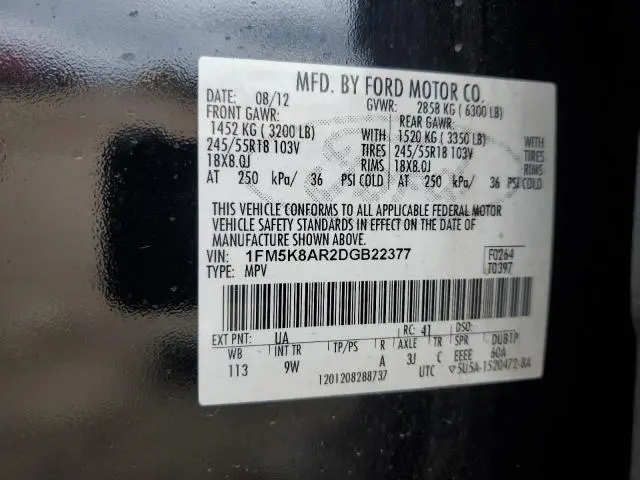 MFD. BY FORD MOTOR CO.
DATE: 08/12 GVWR: 2858 KG ( 6300 LB)
FRONT GAWR: REAR GAWR:
1452 KG ( 3200 LB) WITH 1520 KG ( 3350 LB) WITH
245/55R18 103V TIRES 245/55R18 103V TIRES
18X8.0J RIMS 18X8.0J RIMS
AT 250 kPa/ 36 PSI COLD AT 250 kPa/ 36 PSI COLD
THIS VEHICLE CONFORMS TO ALL APPLICABLE FEDERAL MOTOR
VEHICLE SAFETY STANDARDS IN EFFECT ON THE DATE OF
MANUFACTURE SHOWN ABOVE.
VIN: 1FM5K8AR2DGB22377 F0264
TYPE: MPV T0397
EXT PNT: UA RC: 41 DSO:
WB INT TR TP/PS R AXLE TR SPR DUB1P
113 9W A 3J C EEEE 60A
1201208288737 UTC ▽5U5A-1520472-BA